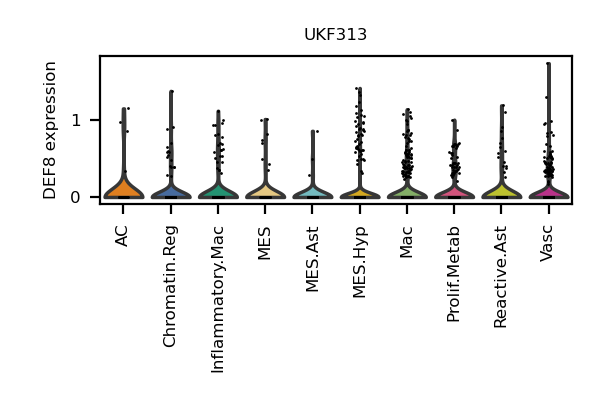 UKF313
DEF8 expression
1
0
AC
Chromatin.Reg
Inflammatory.Mac
MES
MES.Ast
MES.Hyp
Mac
Prolif.Metab
Reactive.Ast
Vasc